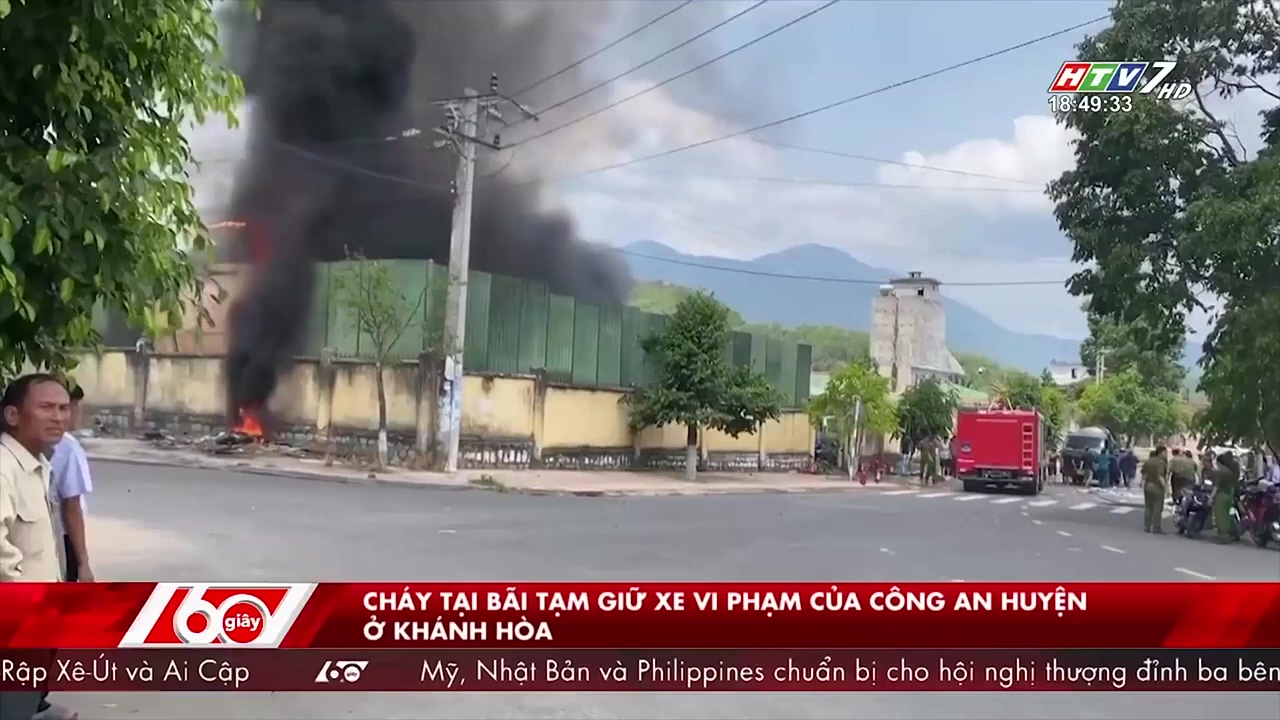 HTV7 HD
18:49:33
60 giây
CHÁY TẠI BÃI TẠM GIỮ XE VI PHẠM CỦA CÔNG AN HUYỆN
Ở KHÁNH HÒA
Rập Xê-Út và Ai Cập 60 giây Mỹ, Nhật Bản và Philippines chuẩn bị cho hội nghị thượng đỉnh ba bên